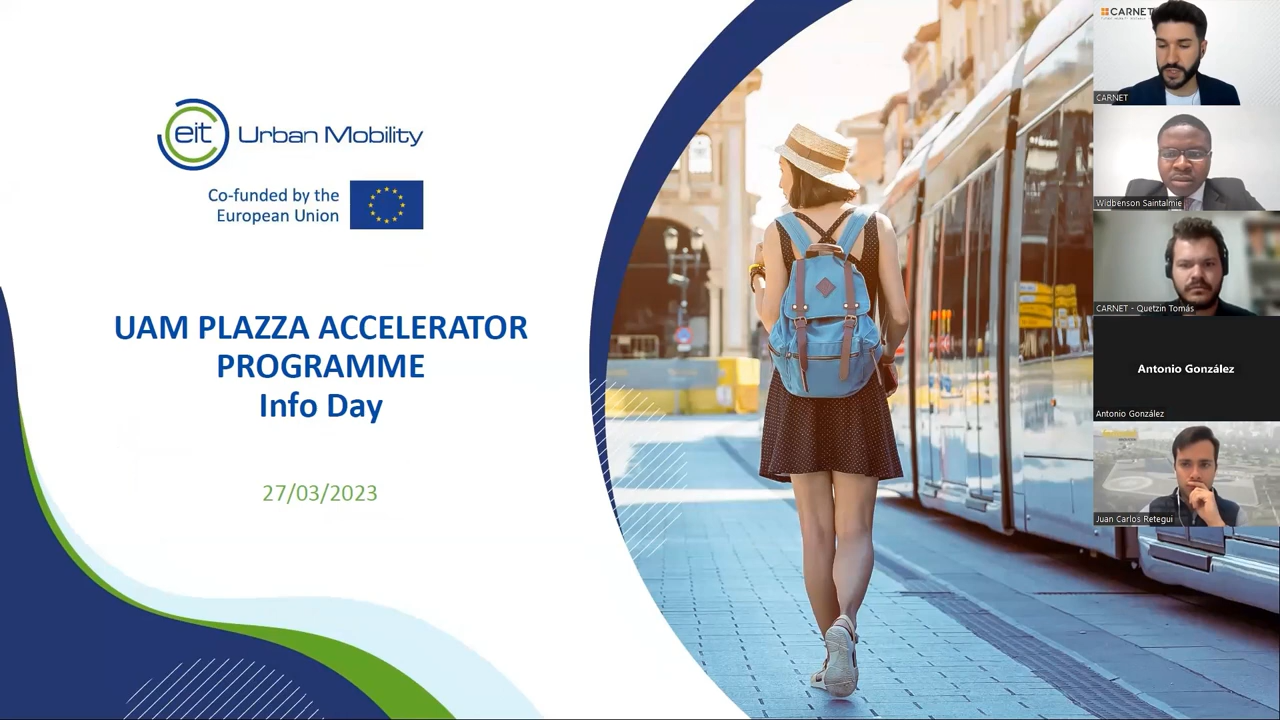 eit Urban Mobility
Co-funded by the
European Union
UAM PLAZZA ACCELERATOR
PROGRAMME
Info Day
27/03/2023
CARNET
CARNET
Widbenson Saintalmie
CARNET - Quetzin Tomás
Antonio González
Antonio González
Juan Carlos Retegui